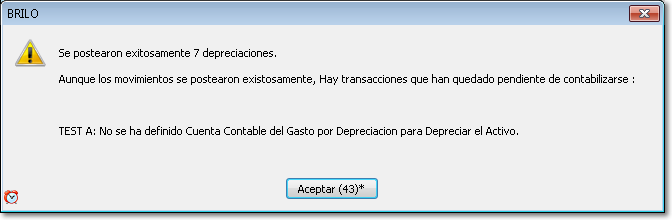 BRILO
Se postearon exitosamente 7 depreciaciones.
Aunque los movimientos se postearon existosamente, Hay transacciones que han quedado pendiente de contabilizarse :
TEST A: No se ha definido Cuenta Contable del Gasto por Depreciacion para Depreciar el Activo.
Aceptar (43)*